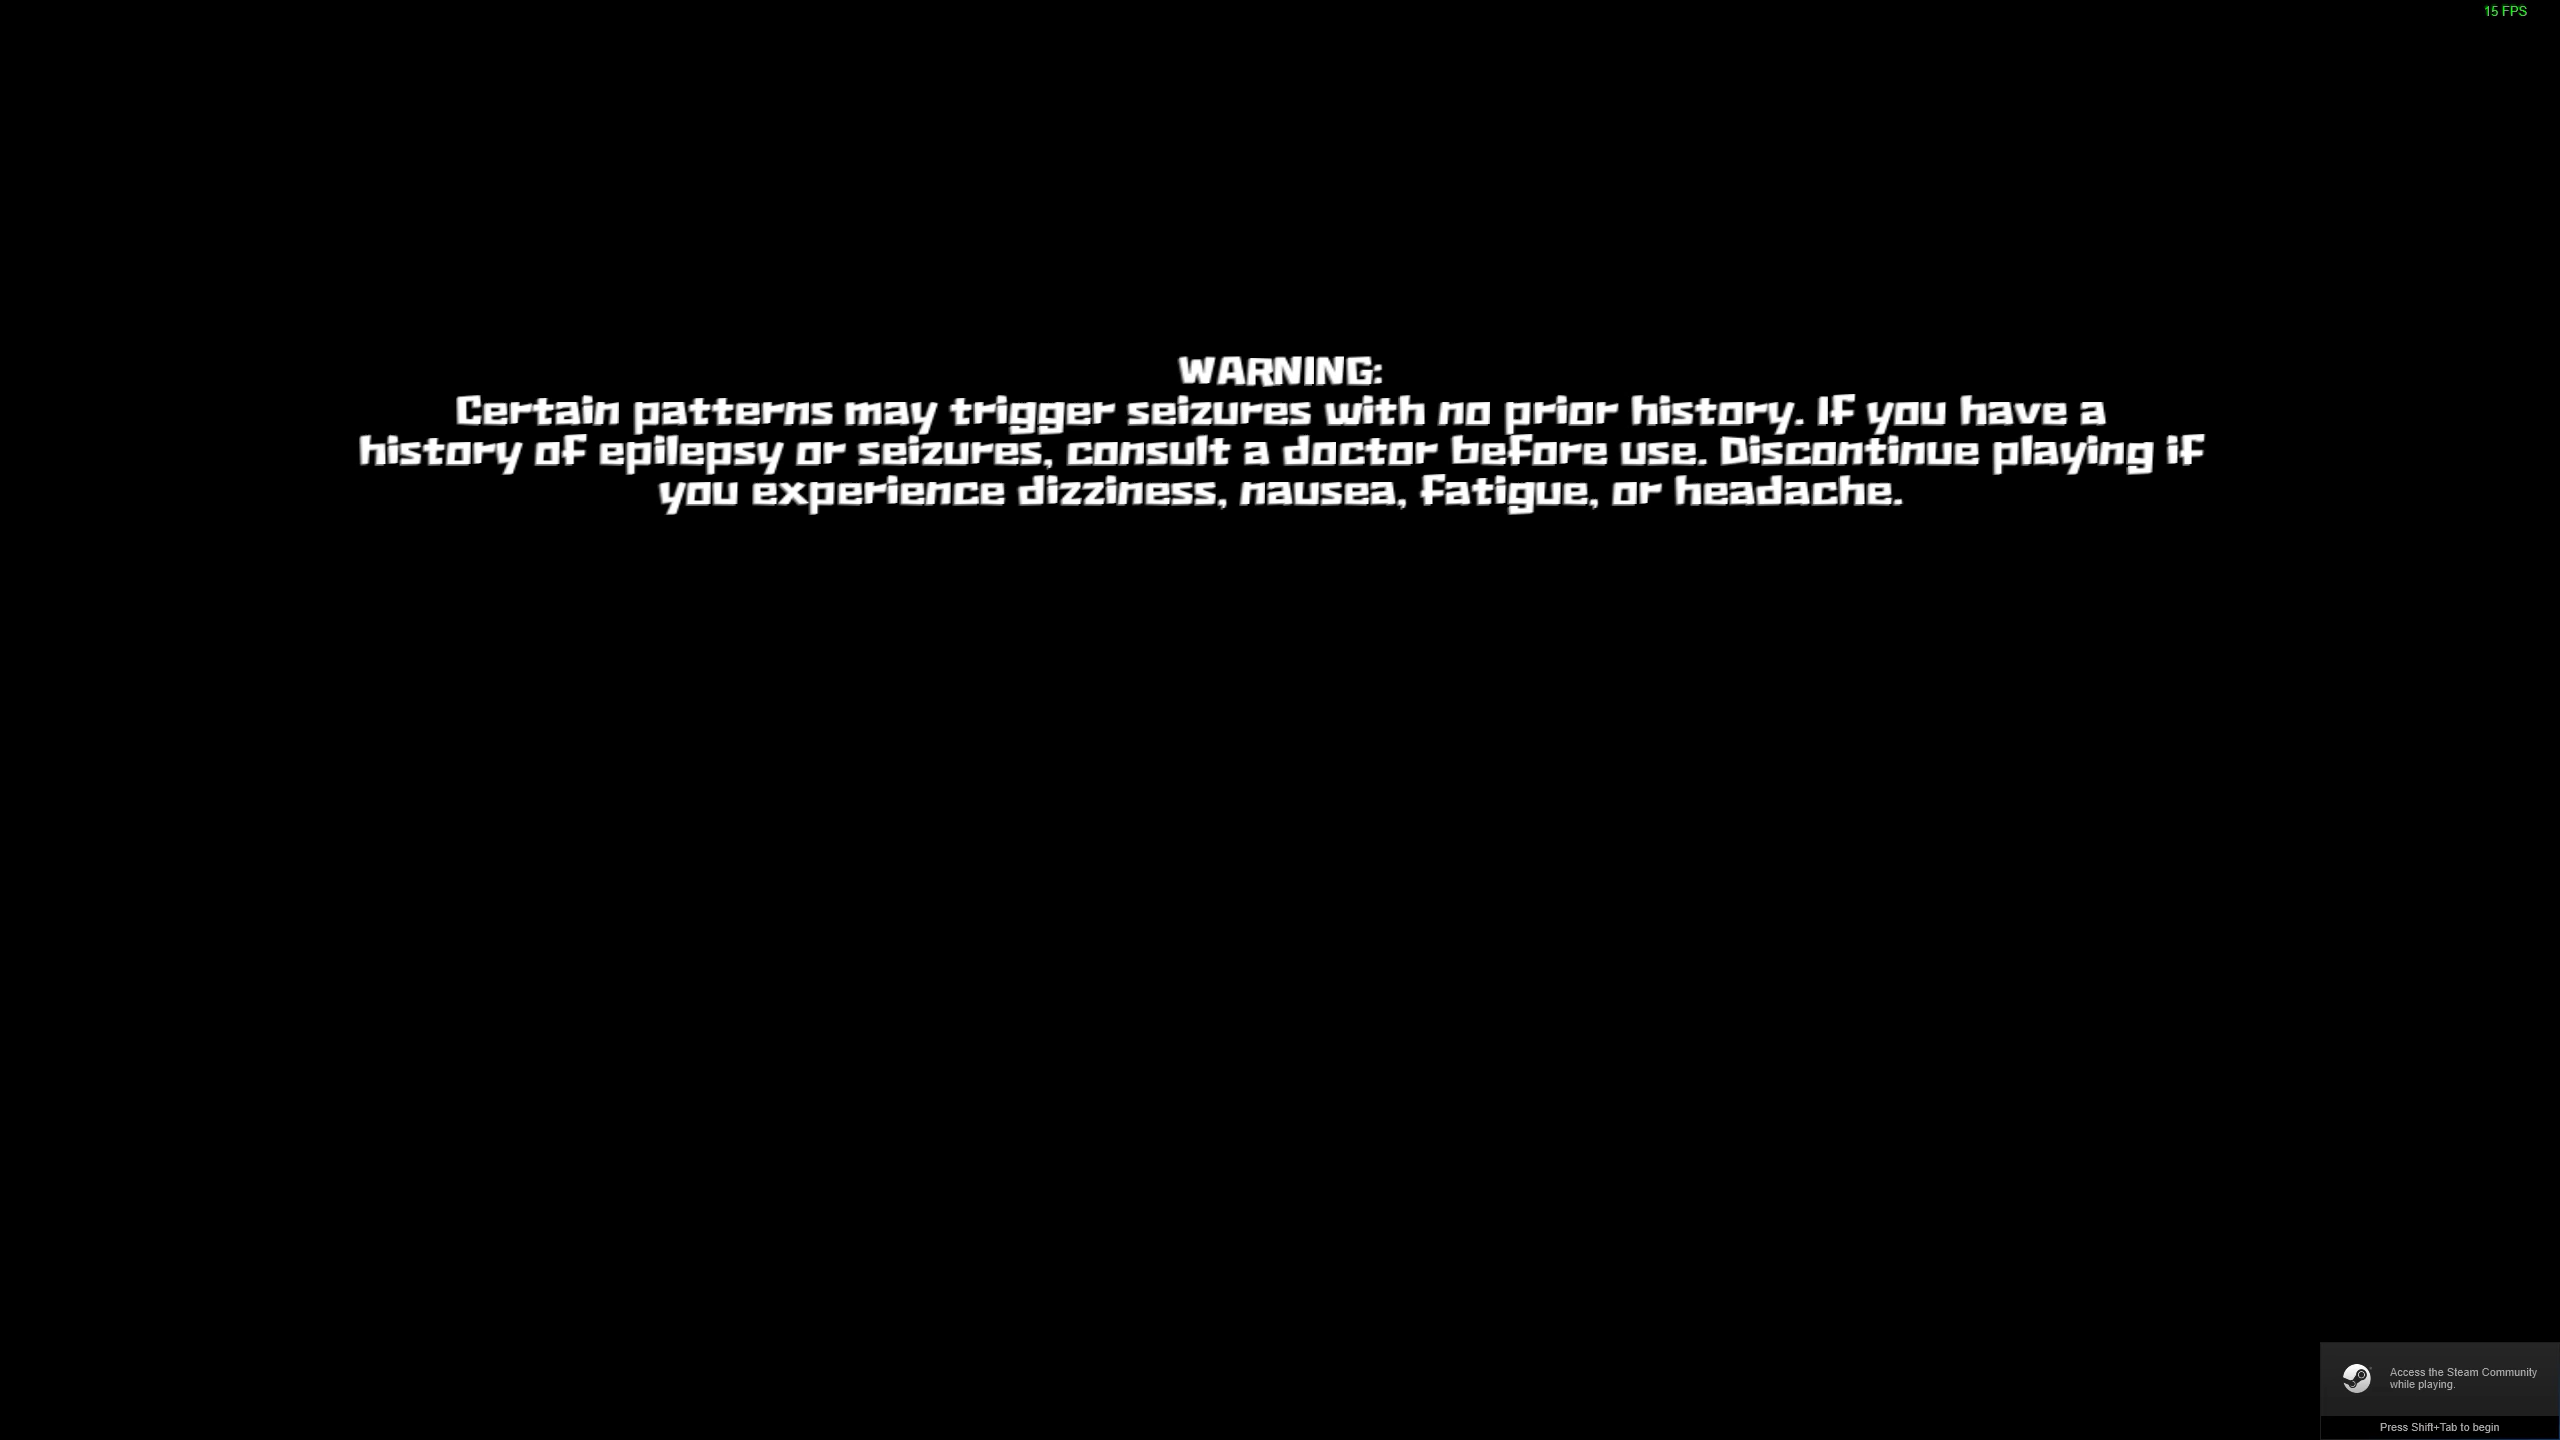 15 FPS
WARNING:
Certain patterns may trigger seizures with no prior history. If you have a
history of epilepsy or seizures, consult a doctor before use. Discontinue playing if
you experience dizziness, nausea, fatigue, or headache.
Access the Steam Community
while playing.
Press Shift+Tab to begin